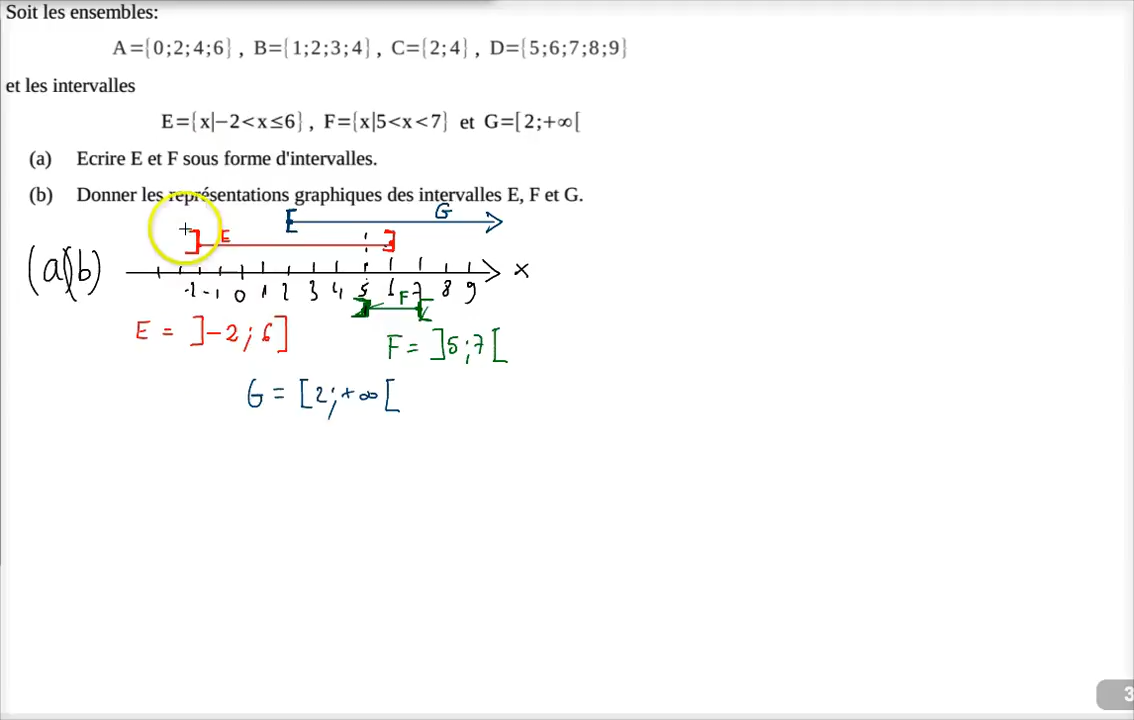 Soit les ensembles:
A={0;2;4;6} , B={1;2;3;4} , C={2;4} , D={5;6;7;8;9}
et les intervalles
E={x|−2<x≤6} , F={x|5<x<7} et G=[2;+∞[
(a) Ecrire E et F sous forme d'intervalles.
(b) Donner les représentations graphiques des intervalles E, F et G.
G
E
(a)(b)
x
-2 -1 0 1 2 3 4 5 6 7 8 9
F
E = ]−2 ; 6]
F = ]5 ; 7[
G = [2 ; +∞[
3